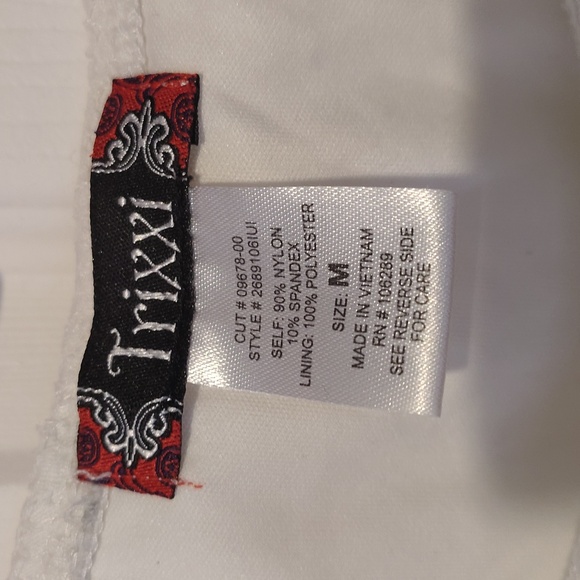 Trixxi
CUT # 09678-00
STYLE # 2689106IUI
SELF: 90% NYLON
10% SPANDEX
LINING: 100% POLYESTER
SIZE: M
MADE IN VIETNAM
RN # 106269
SEE REVERSE SIDE
FOR CARE